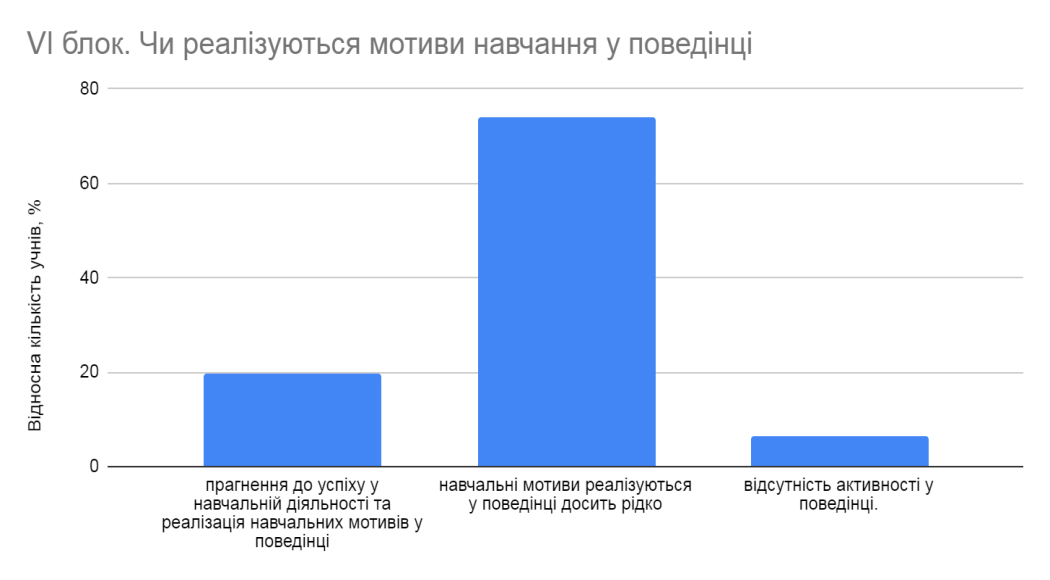 VI блок. Чи реалізуються мотиви навчання у поведінці
Відносна кількість учнів, %
80
60
40
20
0
прагнення до успіху у
навчальній діяльності та
реалізація навчальних мотивів у
поведінці
навчальні мотиви реалізуються
у поведінці досить рідко
відсутність активності у
поведінці.